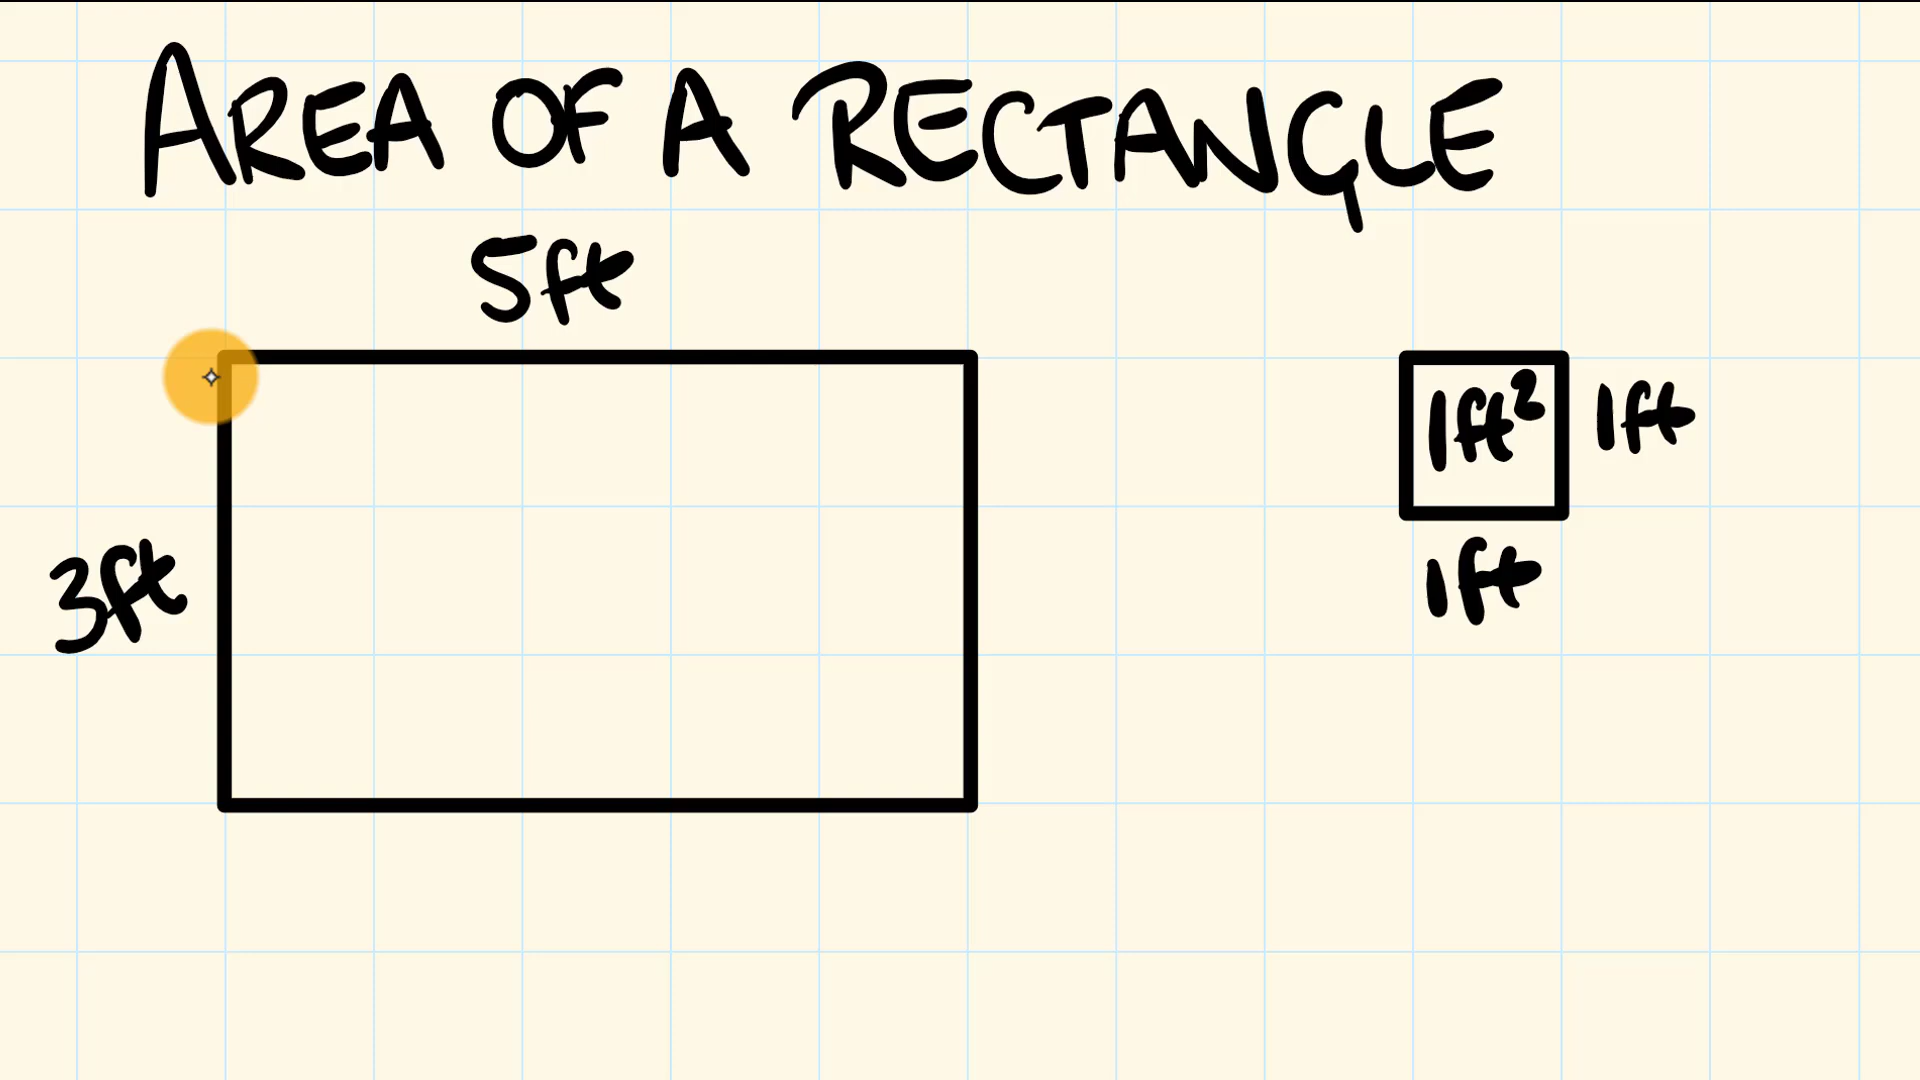 AREA OF A RECTANGLE
5ft
3ft
1ft²
1ft
1ft